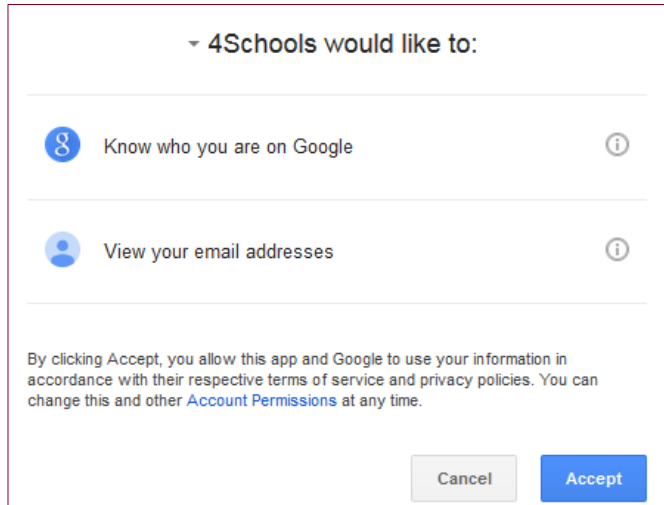 4Schools would like to:
8 Know who you are on Google
View your email addresses
By clicking Accept, you allow this app and Google to use your information in
accordance with their respective terms of service and privacy policies. You can
change this and other Account Permissions at any time.
Cancel Accept